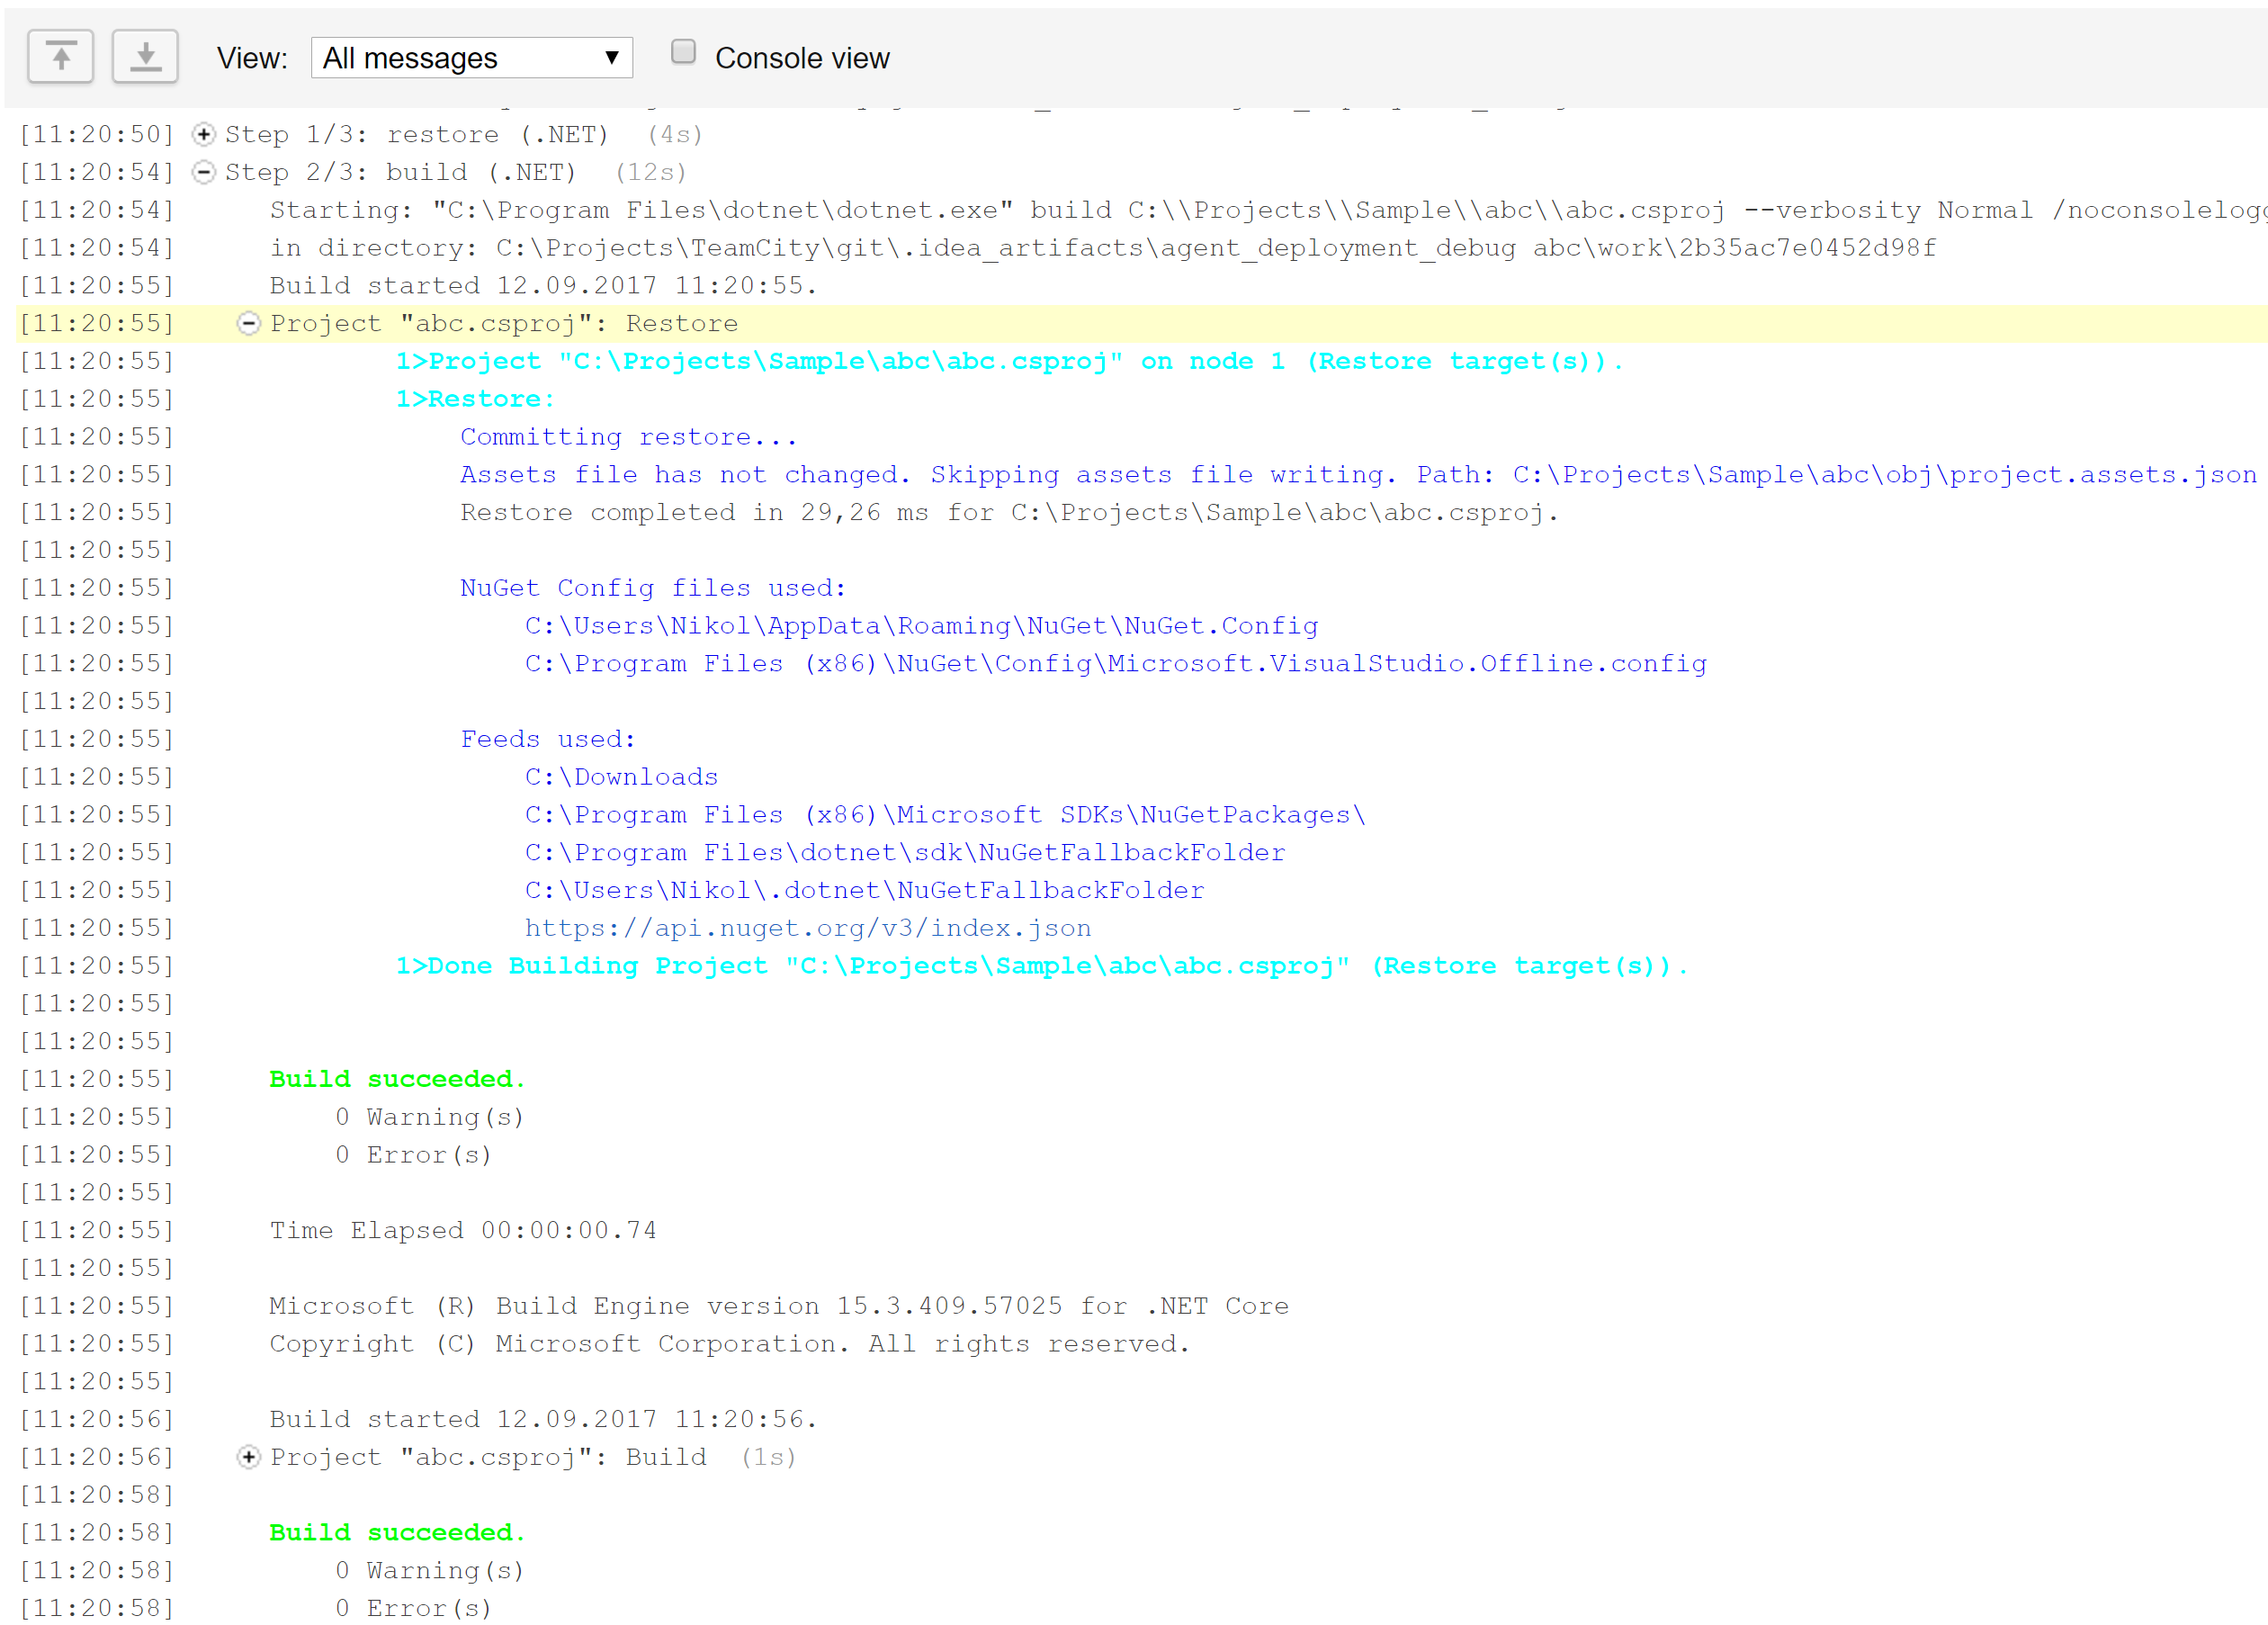 View: All messages Console view
[11:20:50] Step 1/3: restore (.NET) (4s)
[11:20:54] Step 2/3: build (.NET) (12s)
[11:20:54] Starting: "C:\Program Files\dotnet\dotnet.exe" build C:\\Projects\\Sample\\abc\\abc.csproj --verbosity Normal /noconsolelogg
[11:20:54] in directory: C:\Projects\TeamCity\git\.idea_artifacts\agent_deployment_debug abc\work\2b35ac7e0452d98f
[11:20:55] Build started 12.09.2017 11:20:55.
[11:20:55] Project "abc.csproj": Restore
[11:20:55] 1>Project "C:\Projects\Sample\abc\abc.csproj" on node 1 (Restore target(s)).
[11:20:55] 1>Restore:
[11:20:55] Committing restore...
[11:20:55] Assets file has not changed. Skipping assets file writing. Path: C:\Projects\Sample\abc\obj\project.assets.json
[11:20:55] Restore completed in 29,26 ms for C:\Projects\Sample\abc\abc.csproj.
[11:20:55]
[11:20:55] NuGet Config files used:
[11:20:55] C:\Users\Nikol\AppData\Roaming\NuGet\NuGet.Config
[11:20:55] C:\Program Files (x86)\NuGet\Config\Microsoft.VisualStudio.Offline.config
[11:20:55]
[11:20:55] Feeds used:
[11:20:55] C:\Downloads
[11:20:55] C:\Program Files (x86)\Microsoft SDKs\NuGetPackages\
[11:20:55] C:\Program Files\dotnet\sdk\NuGetFallbackFolder
[11:20:55] C:\Users\Nikol\.dotnet\NuGetFallbackFolder
[11:20:55] https://api.nuget.org/v3/index.json
[11:20:55] 1>Done Building Project "C:\Projects\Sample\abc\abc.csproj" (Restore target(s)).
[11:20:55]
[11:20:55]
[11:20:55] Build succeeded.
[11:20:55] 0 Warning(s)
[11:20:55] 0 Error(s)
[11:20:55]
[11:20:55] Time Elapsed 00:00:00.74
[11:20:55]
[11:20:55] Microsoft (R) Build Engine version 15.3.409.57025 for .NET Core
[11:20:55] Copyright (C) Microsoft Corporation. All rights reserved.
[11:20:55]
[11:20:56] Build started 12.09.2017 11:20:56.
[11:20:56] Project "abc.csproj": Build (1s)
[11:20:58]
[11:20:58] Build succeeded.
[11:20:58] 0 Warning(s)
[11:20:58] 0 Error(s)